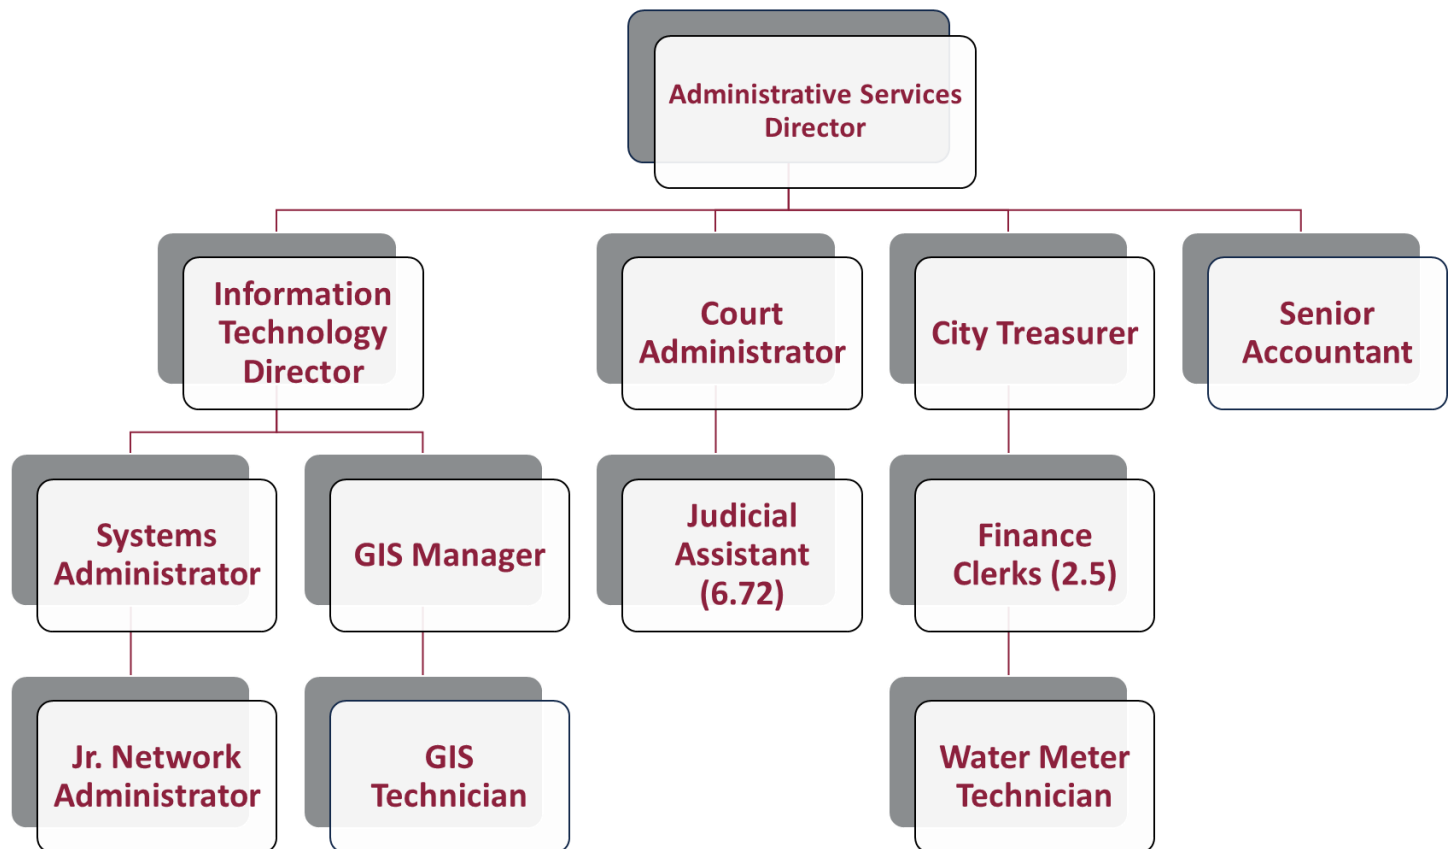 Administrative Services
Director
Information
Technology
Director
Court
Administrator
City Treasurer
Senior
Accountant
Systems
Administrator
GIS Manager
Judicial
Assistant
(6.72)
Finance
Clerks (2.5)
Jr. Network
Administrator
GIS
Technician
Water Meter
Technician